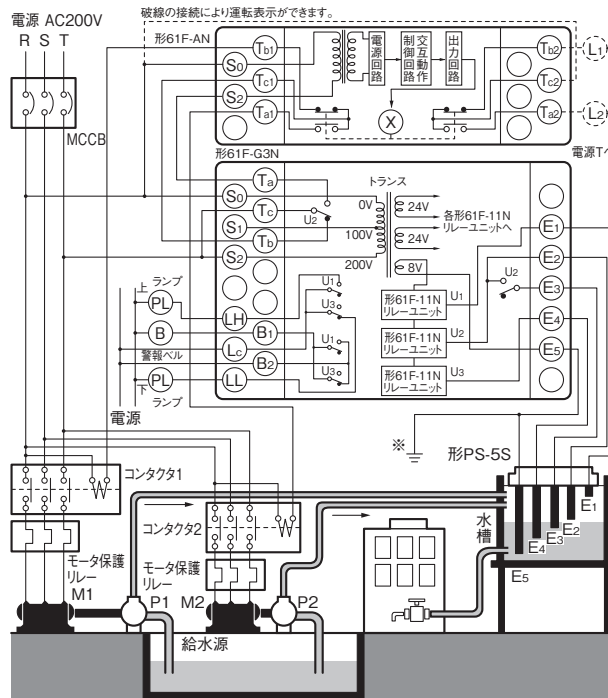 電源 AC200V
R S T
MCCB
破線の接続により運転表示ができます。
形61F-AN
S0
S2
Tb1
Tc1
Ta1
電源回路
制御回路
交互動作
出力回路
X
Tb2
Tc2
Ta2
L1
L2
電源Tへ
形61F-G3N
S0
S1
S2
Ta
Tc
Tb
U2
トランス
0V
100V
200V
24V
24V
8V
各形61F-11N
リレーユニットへ
E1
E2
E3
E4
E5
U2
上
ランプ
PL
B
警報ベル
PL
下
ランプ
電源
LH
Lc
LL
B1
B2
U1
U3
U1
U3
形61F-11N
リレーユニット
U1
形61F-11N
リレーユニット
U2
形61F-11N
リレーユニット
U3
※
形PS-5S
コンタクタ1
コンタクタ2
モータ保護
リレー
モータ保護
リレー
M1
P1
M2
P2
給水源
水槽
E1
E2
E3
E4
E5